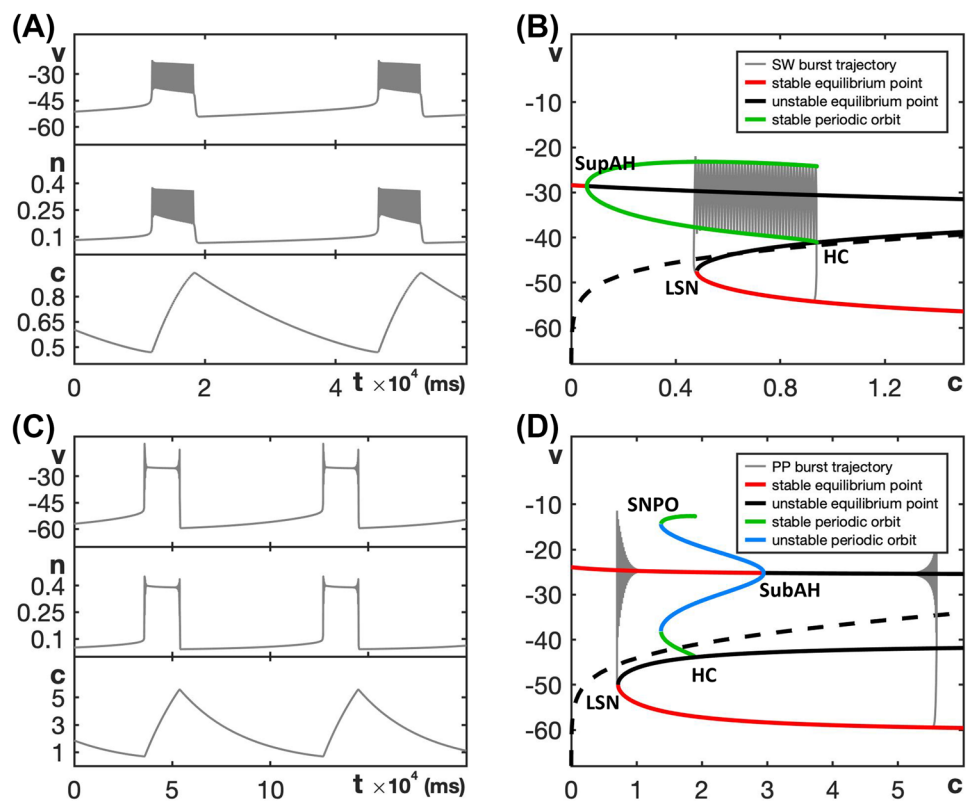 (A)
v
-30
-45
-60
n
0.4
0.25
0.1
c
0.8
0.65
0.5
0 2 4 t ×10⁴ (ms)
(B)
v
-10
-20
-30
-40
-50
-60
SW burst trajectory
stable equilibrium point
unstable equilibrium point
stable periodic orbit
SupAH
HC
LSN
0 0.4 0.8 1.2 c
(C)
v
-30
-45
-60
n
0.4
0.1
c
5
3
1
0 5 t ×10⁴ (ms)
(D)
v
-10
-20
-30
-40
-50
-60
PP burst trajectory
stable equilibrium point
unstable equilibrium point
stable periodic orbit
unstable periodic orbit
SNPO
SubAH
HC
LSN
0 1 2 3 4 5 c